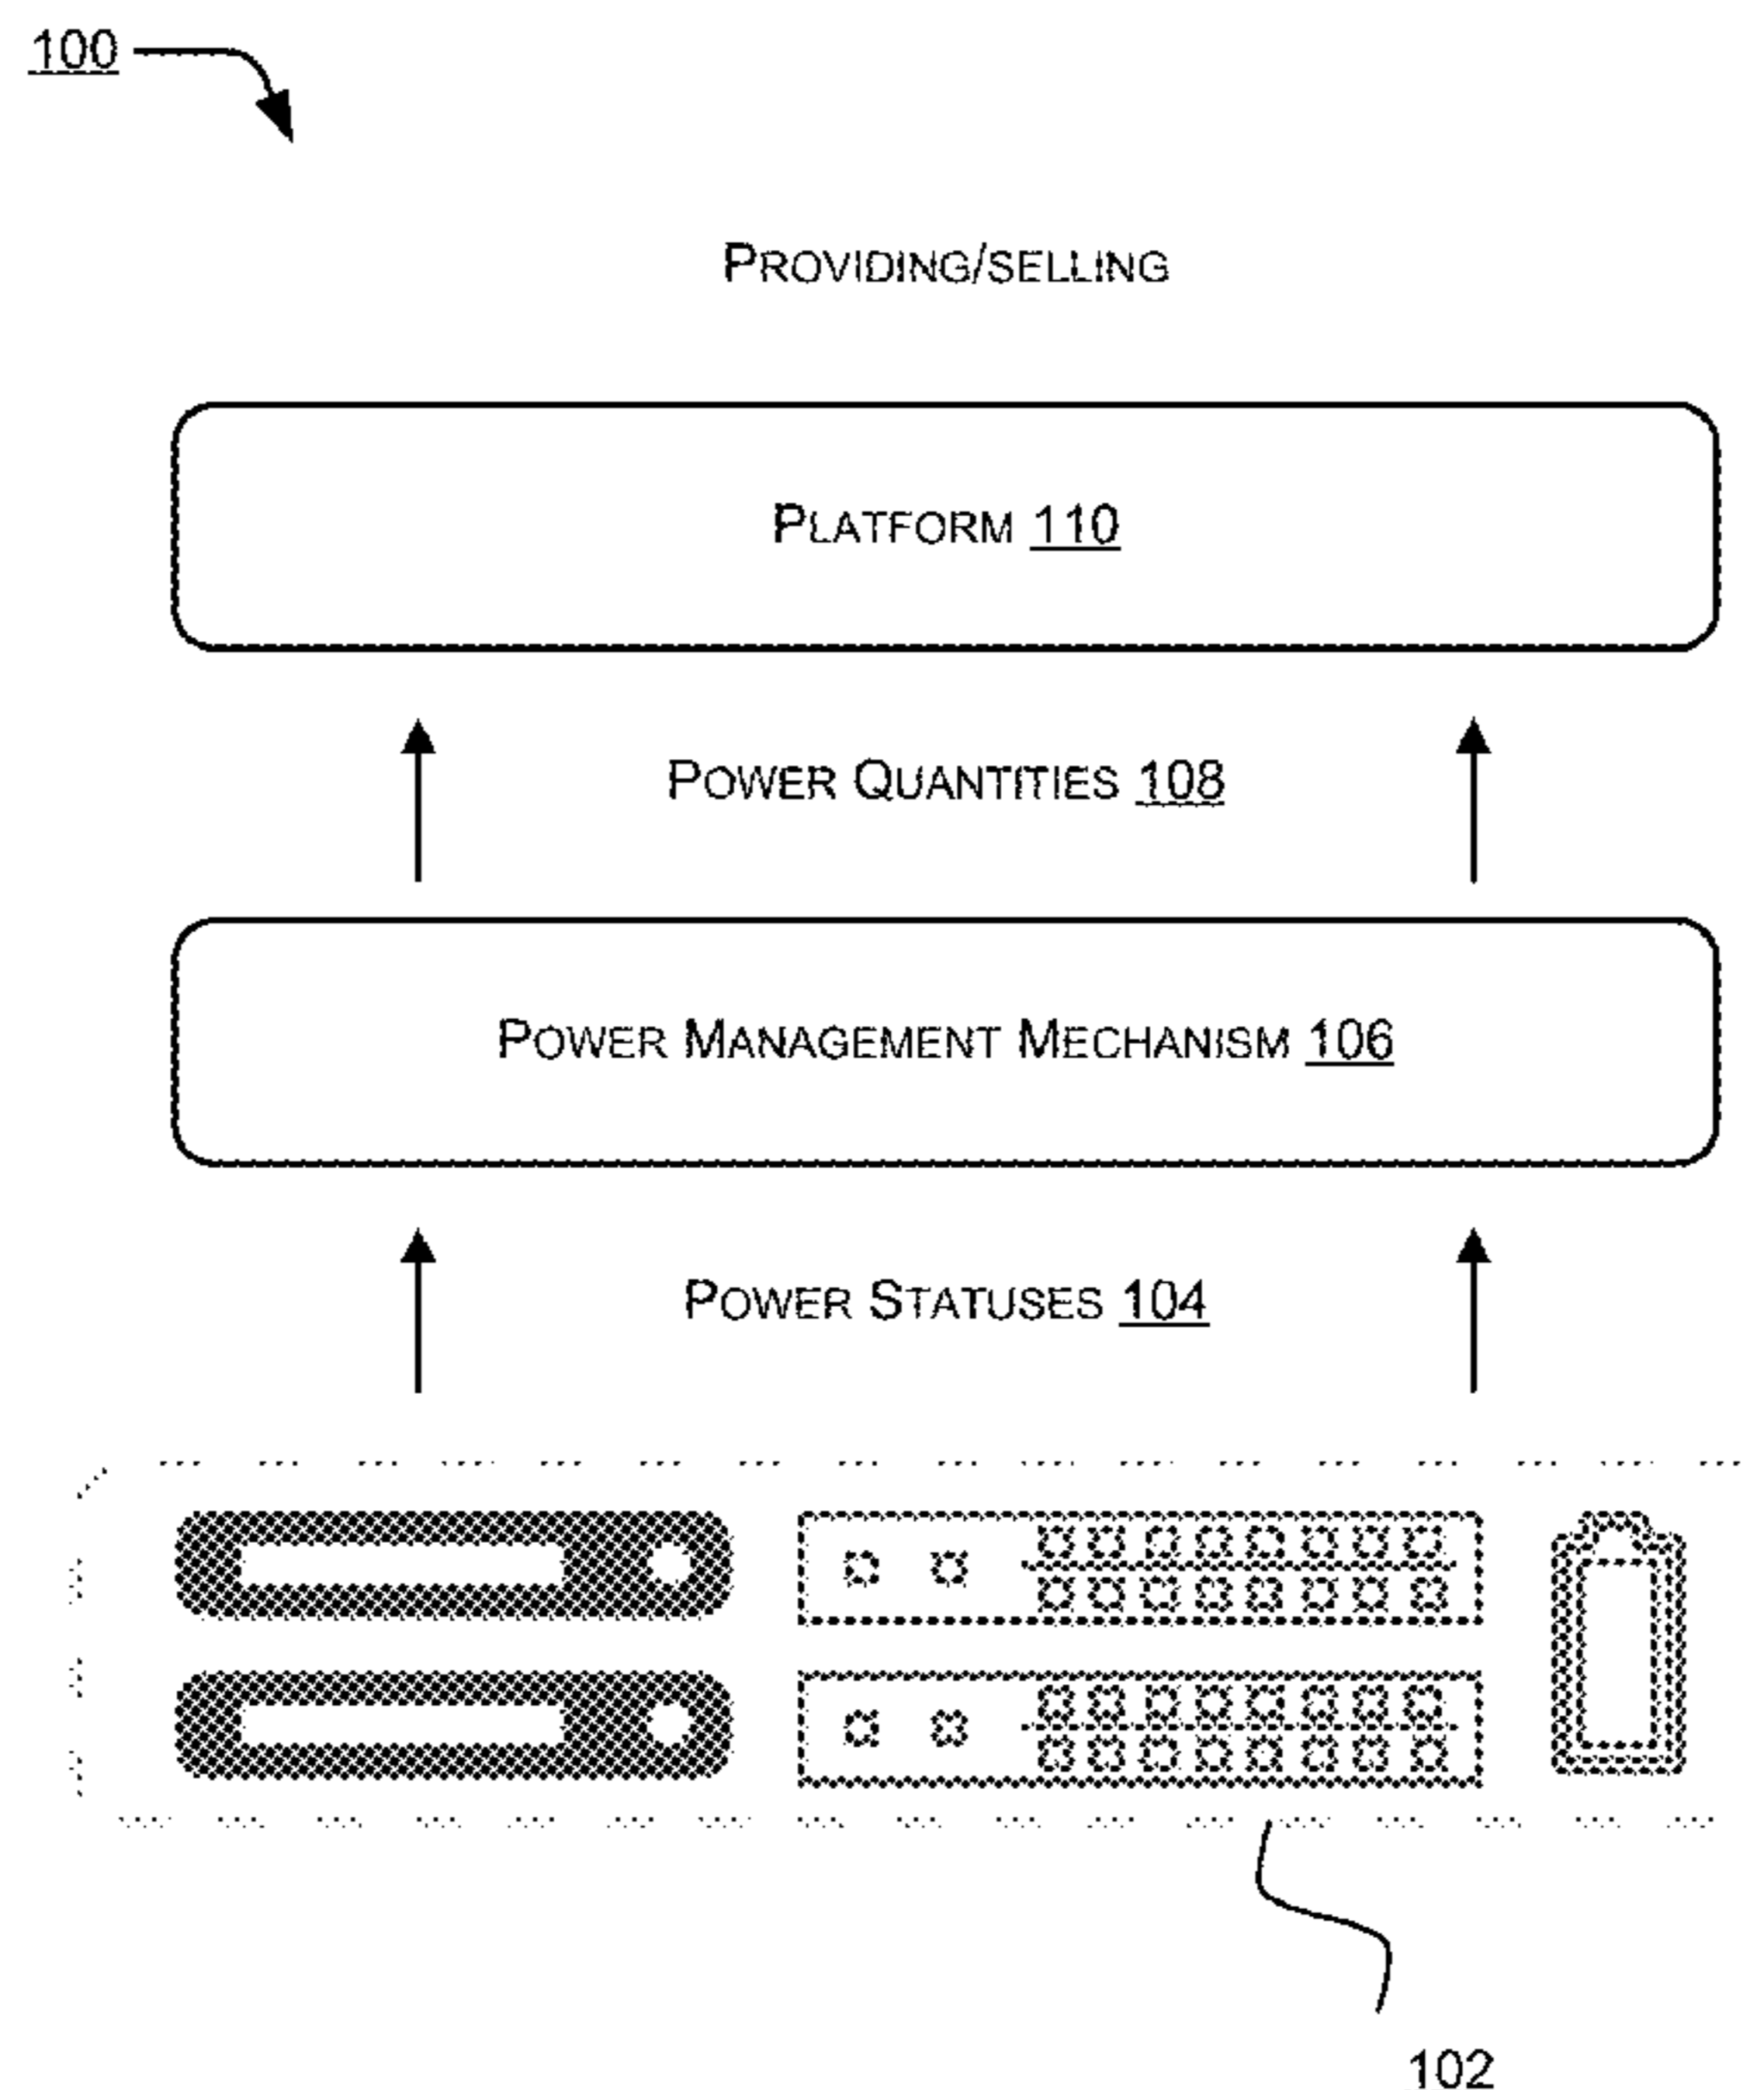 100
PROVIDING/SELLING
PLATFORM 110
POWER QUANTITIES 108
POWER MANAGEMENT MECHANISM 106
POWER STATUSES 104
102